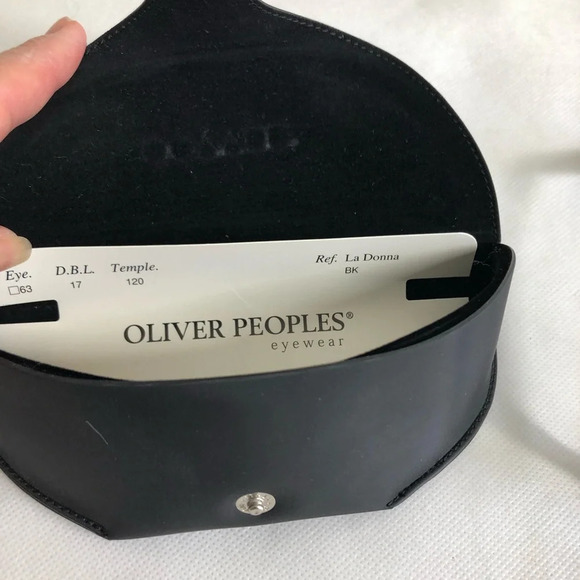 Eye. D.B.L. Temple. Ref. La Donna
□63 17 120 BK
OLIVER PEOPLES®
eyewear